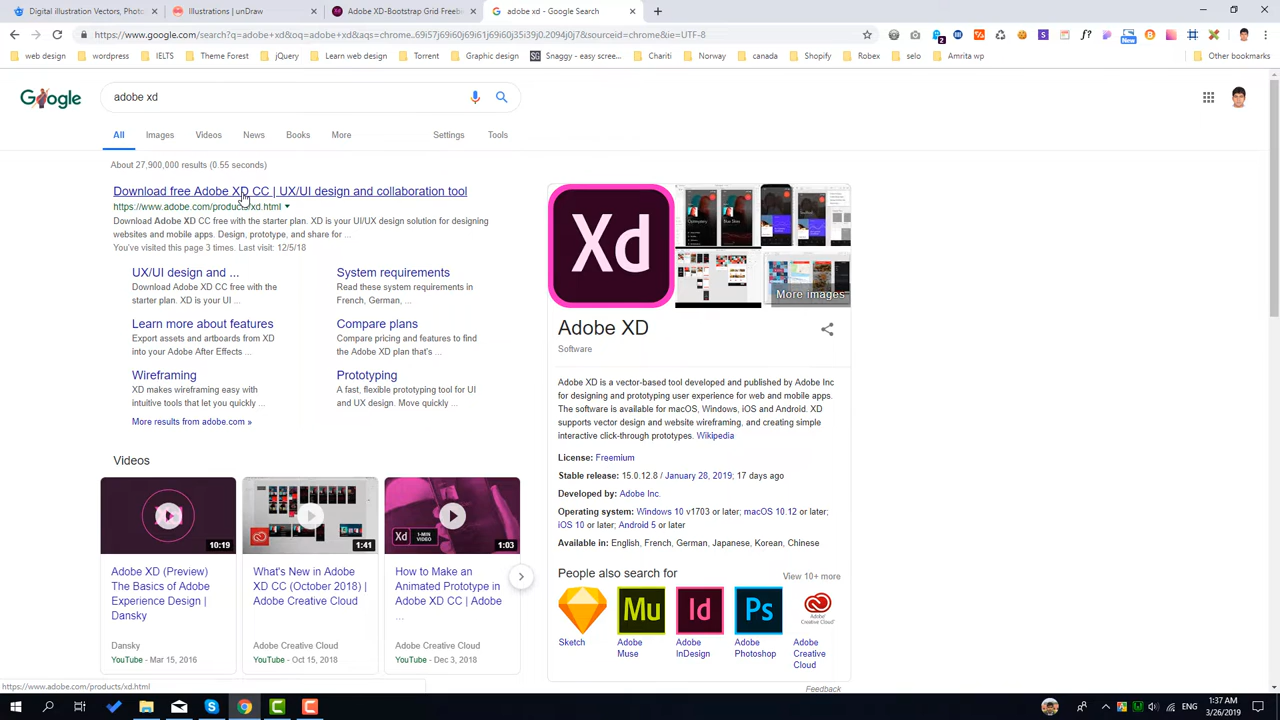 Digital illustrations Vectors, Phot
Illustrations | unDraw
Adobe XD-Bootstrap Grid Freebi
adobe xd - Google Search
https://www.google.com/search?q=adobe+xd&oq=adobe+xd&aqs=chrome..69i57j69i60j69i61j69i60j35i39j0.2094j0j7&sourceid=chrome&ie=UTF-8
web design
wordpress
IELTS
Theme Forest
jQuery
Learn web design
Torrent
Graphic design
Snaggy - easy scree...
Chariti
Norway
canada
Shopify
Robex
selo
Amrita wp
Other bookmarks
adobe xd
All
Images
Videos
News
Books
More
Settings
Tools
About 27,900,000 results (0.55 seconds)
Download free Adobe XD CC | UX/UI design and collaboration tool
https://www.adobe.com/products/xd.html
Download Adobe XD CC free with the starter plan. XD is your UI/UX design solution for designing
websites and mobile apps. Design, prototype, and share for ...
You've visited this page 3 times. Last visit: 12/5/18
UX/UI design and ...
Download Adobe XD CC free with the
starter plan. XD is your UI ...
System requirements
Read these system requirements in
French, German, ...
Learn more about features
Export assets and artboards from XD
into your Adobe After Effects ...
Compare plans
Compare pricing and features to find
the Adobe XD plan that's ...
Wireframing
XD makes wireframing easy with
intuitive tools that let you quickly ...
Prototyping
A fast, flexible prototyping tool for UI
and UX design. Move quickly ...
More results from adobe.com »
Videos
10:19
1:41
Xd 1-MIN VIDEO
1:03
Adobe XD (Preview)
The Basics of Adobe
Experience Design |
Dansky
Dansky
YouTube - Mar 15, 2016
What's New in Adobe
XD CC (October 2018) |
Adobe Creative Cloud
Adobe Creative Cloud
YouTube - Oct 15, 2018
How to Make an
Animated Prototype in
Adobe XD CC | Adobe
...
Adobe Creative Cloud
YouTube - Dec 3, 2018
Xd
More images
Adobe XD
Software
Adobe XD is a vector-based tool developed and published by Adobe Inc
for designing and prototyping user experience for web and mobile apps.
The software is available for macOS, Windows, iOS and Android. XD
supports vector design and website wireframing, and creating simple
interactive click-through prototypes. Wikipedia
License: Freemium
Stable release: 15.0.12.8 / January 28, 2019; 17 days ago
Developed by: Adobe Inc.
Operating system: Windows 10 v1703 or later; macOS 10.12 or later;
iOS 10 or later; Android 5 or later
Available in: English, French, German, Japanese, Korean, Chinese
People also search for
View 10+ more
Mu
Id
Ps
Sketch
Adobe
Muse
Adobe
InDesign
Adobe
Photoshop
Adobe
Creative
Cloud
Feedback
https://www.adobe.com/products/xd.html
ENG
1:37 AM
3/26/2019